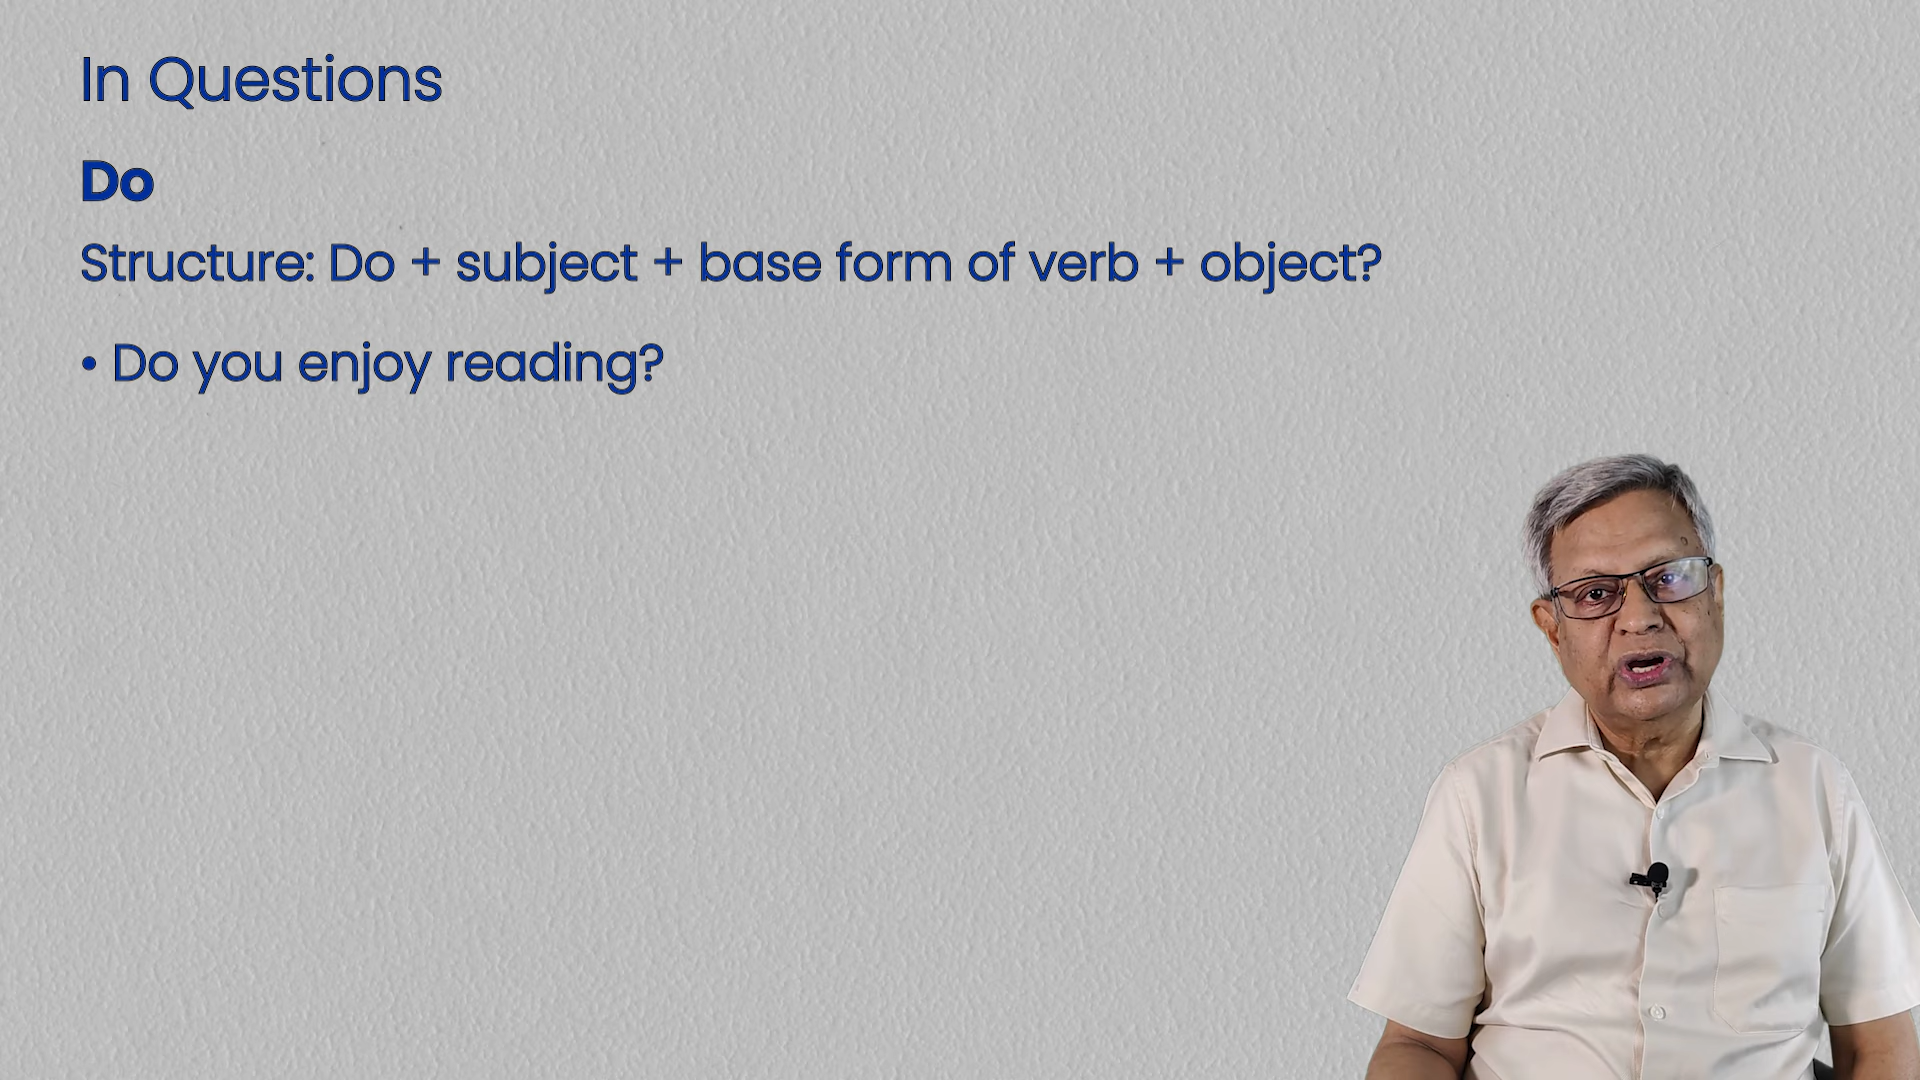 In Questions
Do
Structure: Do + subject + base form of verb + object?
• Do you enjoy reading?